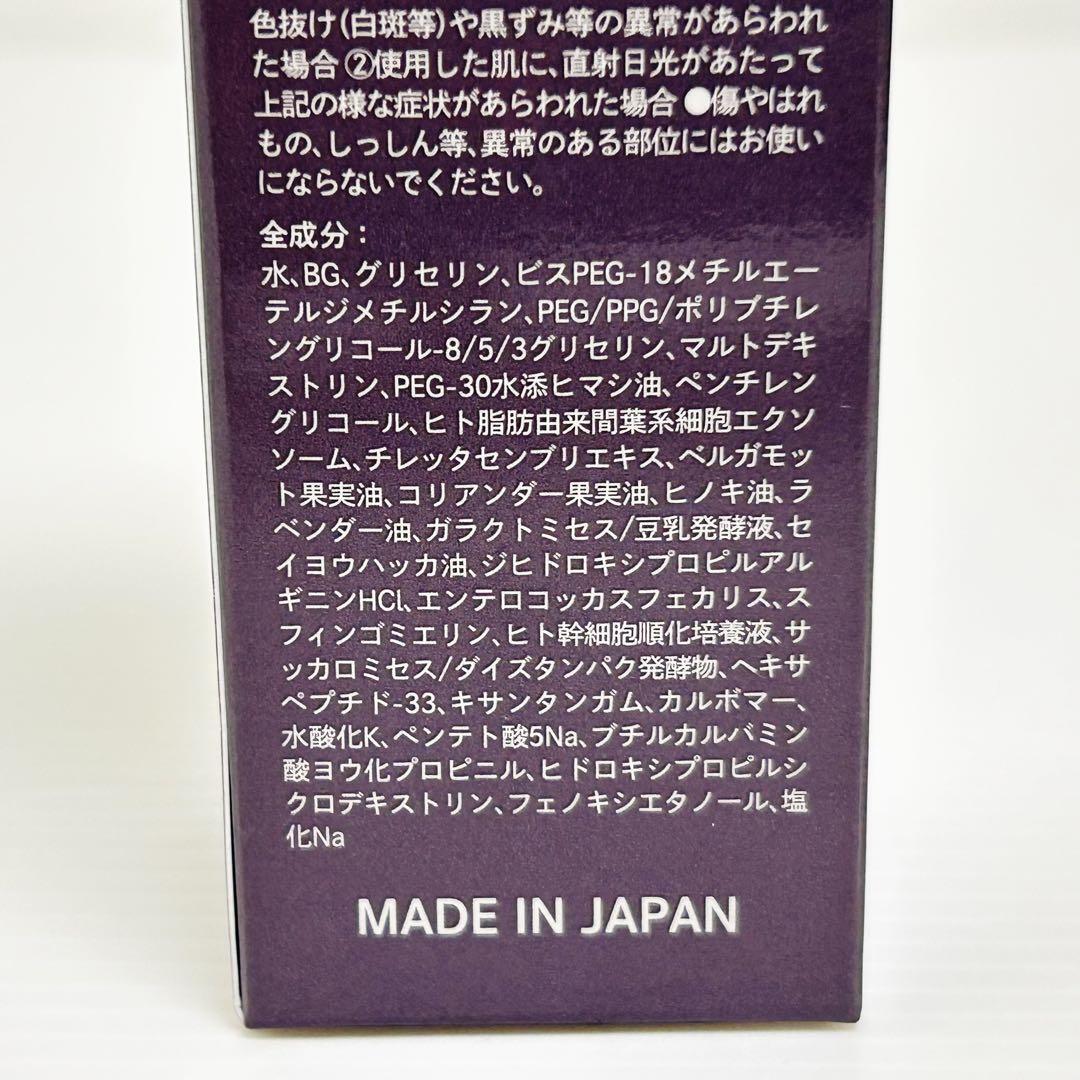 色抜け(白斑等)や黒ずみ等の異常があらわれ
た場合②使用した肌に、直射日光があたって
上記の様な症状があらわれた場合●傷やはれ
もの、しっしん等、異常のある部位にはお使い
にならないでください。
全成分：
水、BG、グリセリン、ビスPEG-18メチルエー
テルジメチルシラン、PEG/PPG/ポリブチレ
ングリコール-8/5/3グリセリン、マルトデキ
ストリン、PEG-30水添ヒマシ油、ペンチレン
グリコール、ヒト脂肪由来間葉系細胞エクソ
ソーム、チレッタセンブリエキス、ベルガモッ
ト果実油、コリアンダー果実油、ヒノキ油、ラ
ベンダー油、ガラクトミセス/豆乳発酵液、セ
イヨウハッカ油、ジヒドロキシプロピルアル
ギニンHCl、エンテロコッカスフェカリス、ス
フィンゴミエリン、ヒト幹細胞順化培養液、サ
ッカロミセス/ダイズタンパク発酵物、ヘキサ
ペプチド-33、キサンタンガム、カルボマー、
水酸化K、ペンテト酸5Na、ブチルカルバミン
酸ヨウ化プロピニル、ヒドロキシプロピルシ
クロデキストリン、フェノキシエタノール、塩
化Na
MADE IN JAPAN